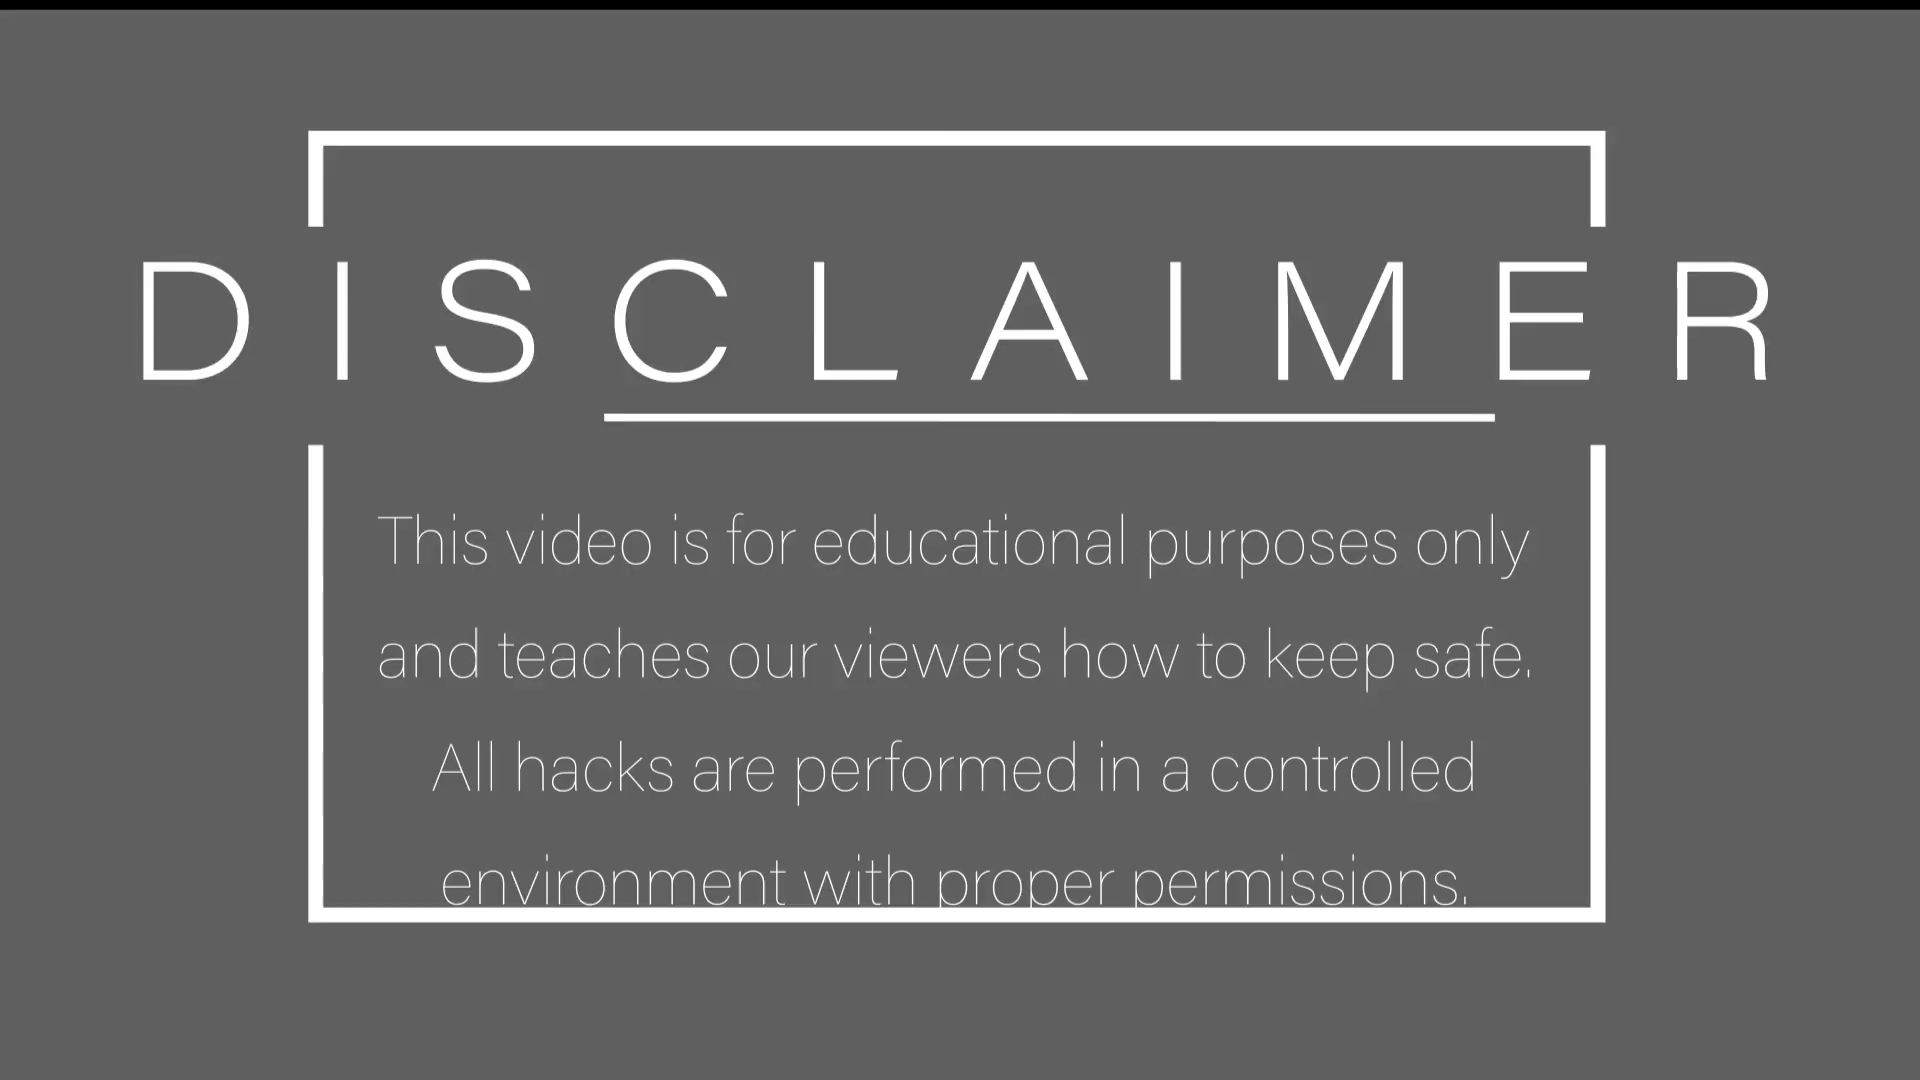 DISCLAIMER
This video is for educational purposes only
and teaches our viewers how to keep safe.
All hacks are performed in a controlled
environment with proper permissions.